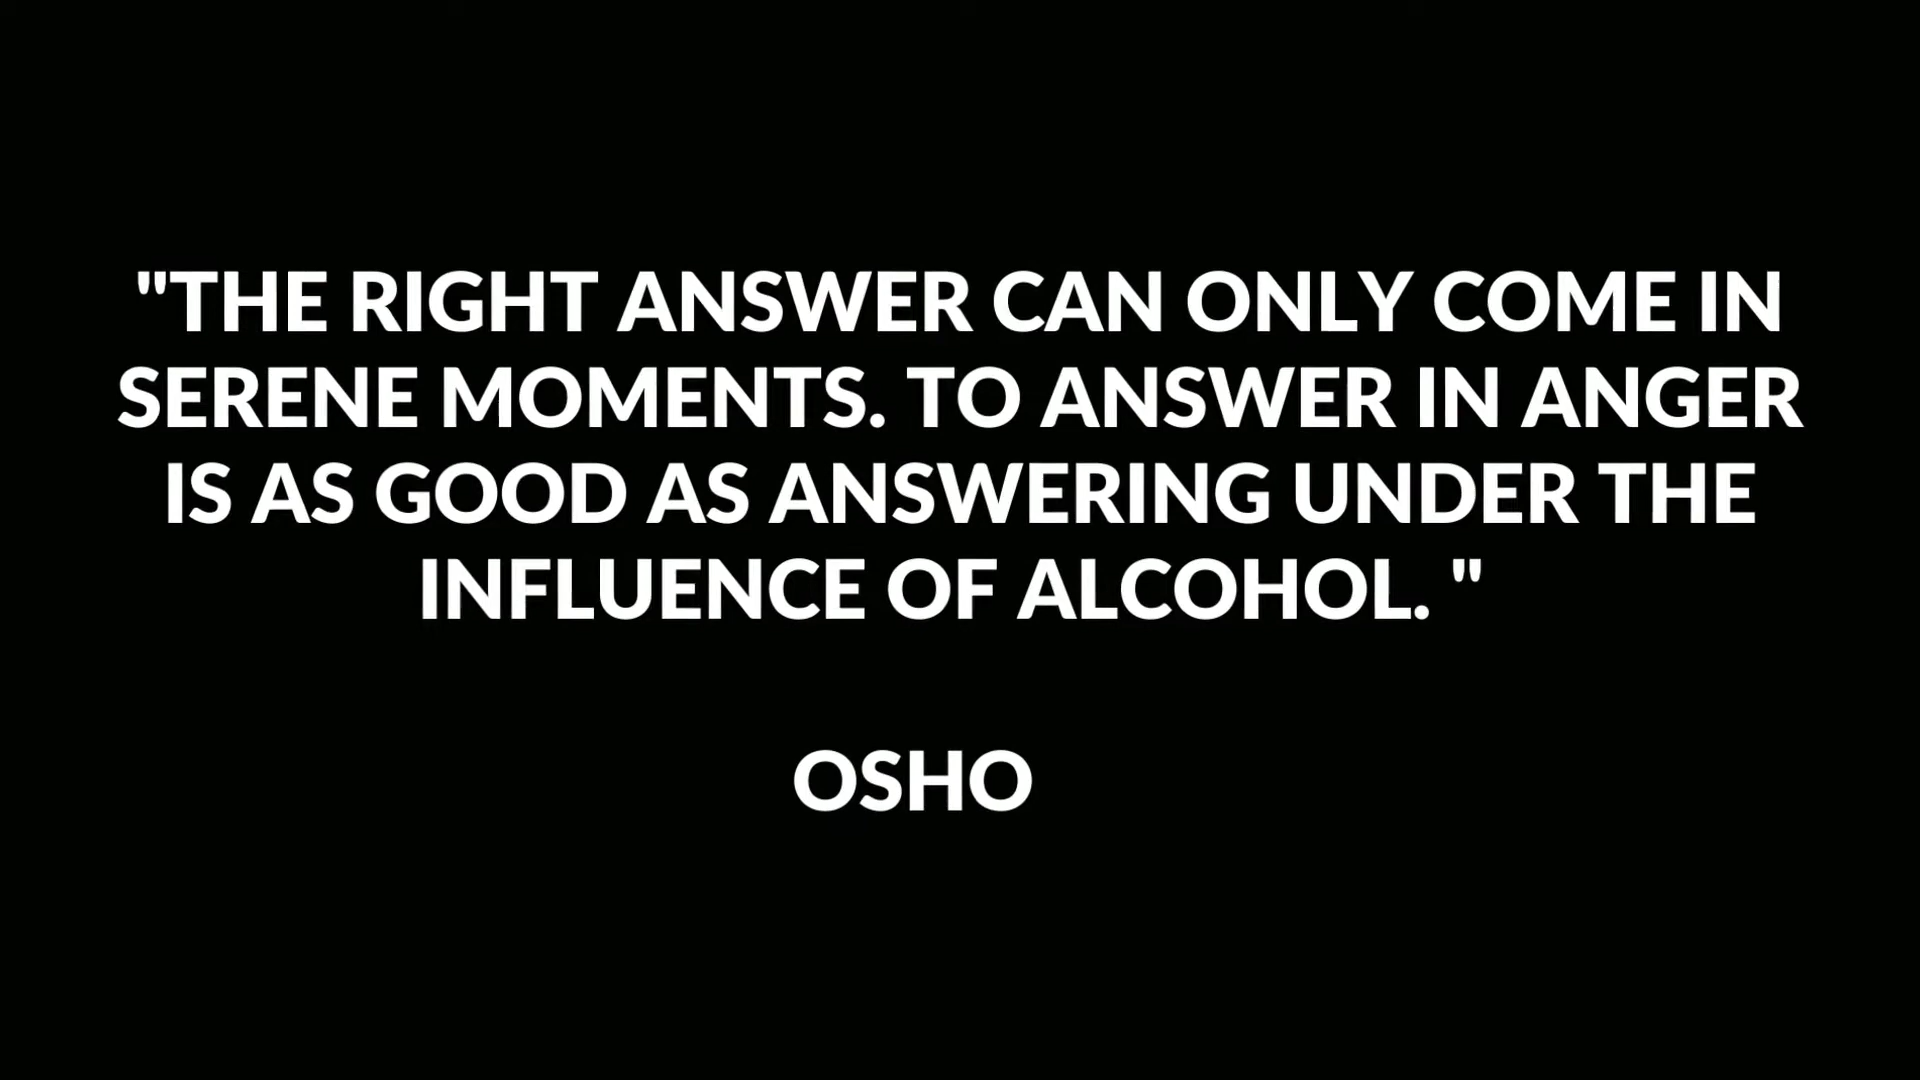 "THE RIGHT ANSWER CAN ONLY COME IN
SERENE MOMENTS. TO ANSWER IN ANGER
IS AS GOOD AS ANSWERING UNDER THE
INFLUENCE OF ALCOHOL. "
OSHO